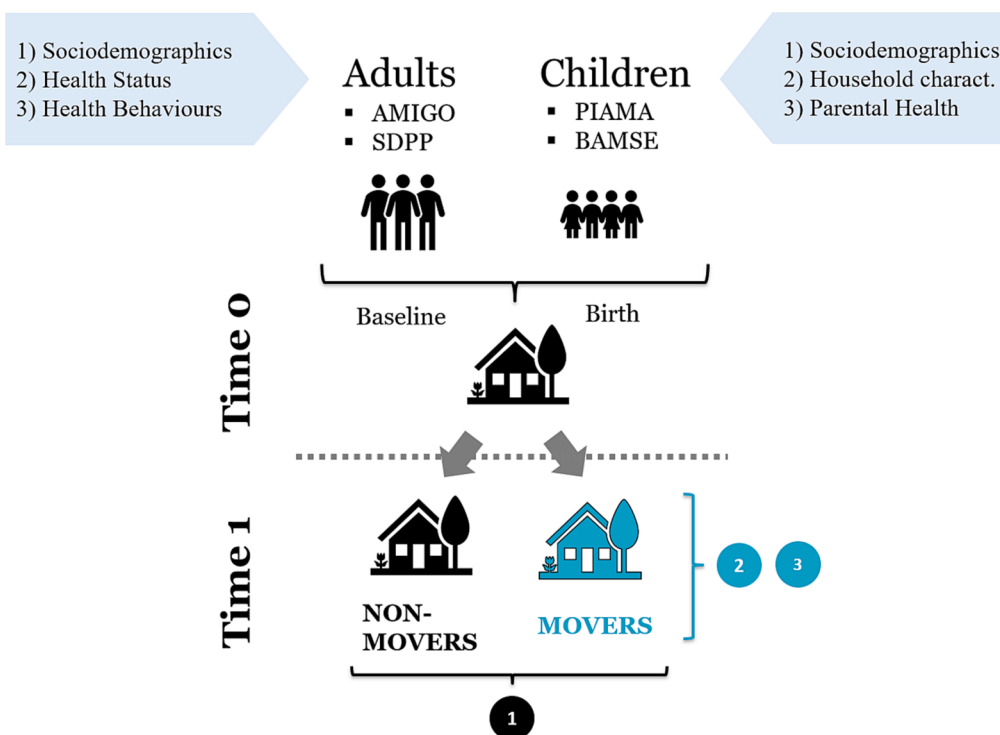 1) Sociodemographics
2) Health Status
3) Health Behaviours
Adults
▪ AMIGO
▪ SDPP
Children
▪ PIAMA
▪ BAMSE
1) Sociodemographics
2) Household charact.
3) Parental Health
Time 0
Baseline
Birth
Time 1
NON-
MOVERS
MOVERS
2
3
1